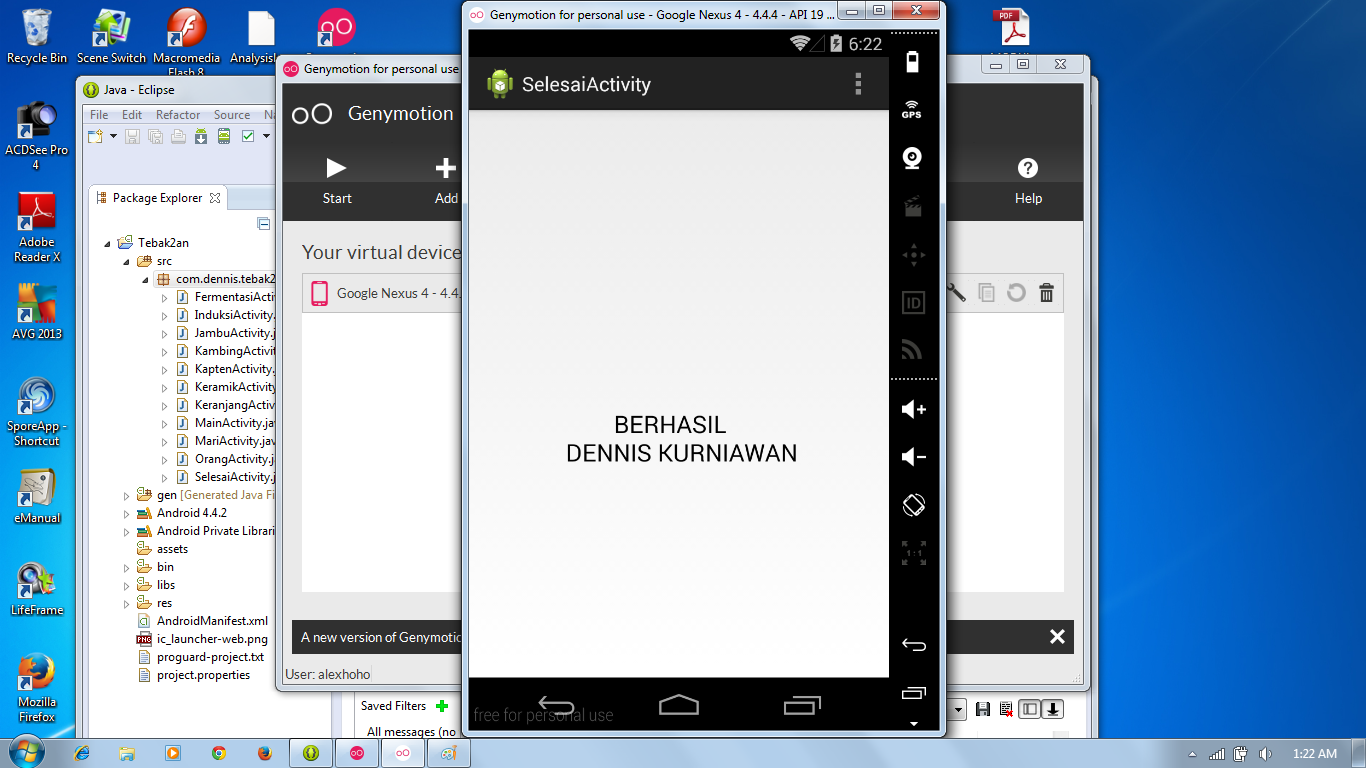 Recycle Bin
Scene Switch
Macromedia
Flash 8
Analysis
PDF
ACDSee Pro
4
Adobe
Reader X
AVG 2013
SporeApp -
Shortcut
eManual
LifeFrame
Mozilla
Firefox
Java - Eclipse
File Edit Refactor Source Na
Package Explorer
Tebak2an
src
com.dennis.tebak2
FermentasiActiv
InduksiActivity.
JambuActivity.j
KambingActivit
KaptenActivity.
KeramikActivity
KeranjangActiv
MainActivity.jav
MariActivity.jav
OrangActivity.j
SelesaiActivity.j
gen [Generated Java Fi
Android 4.4.2
Android Private Librari
assets
bin
libs
res
AndroidManifest.xml
ic_launcher-web.png
proguard-project.txt
project.properties
Saved Filters
All messages (no
Genymotion for personal use
Genymotion
Start
Add
Help
Your virtual device
Google Nexus 4 - 4.4.
A new version of Genymotic
User: alexhoho
Genymotion for personal use - Google Nexus 4 - 4.4.4 - API 19 ...
6:22
SelesaiActivity
BERHASIL
DENNIS KURNIAWAN
free for personal use
GPS
ID
1:1
1:22 AM